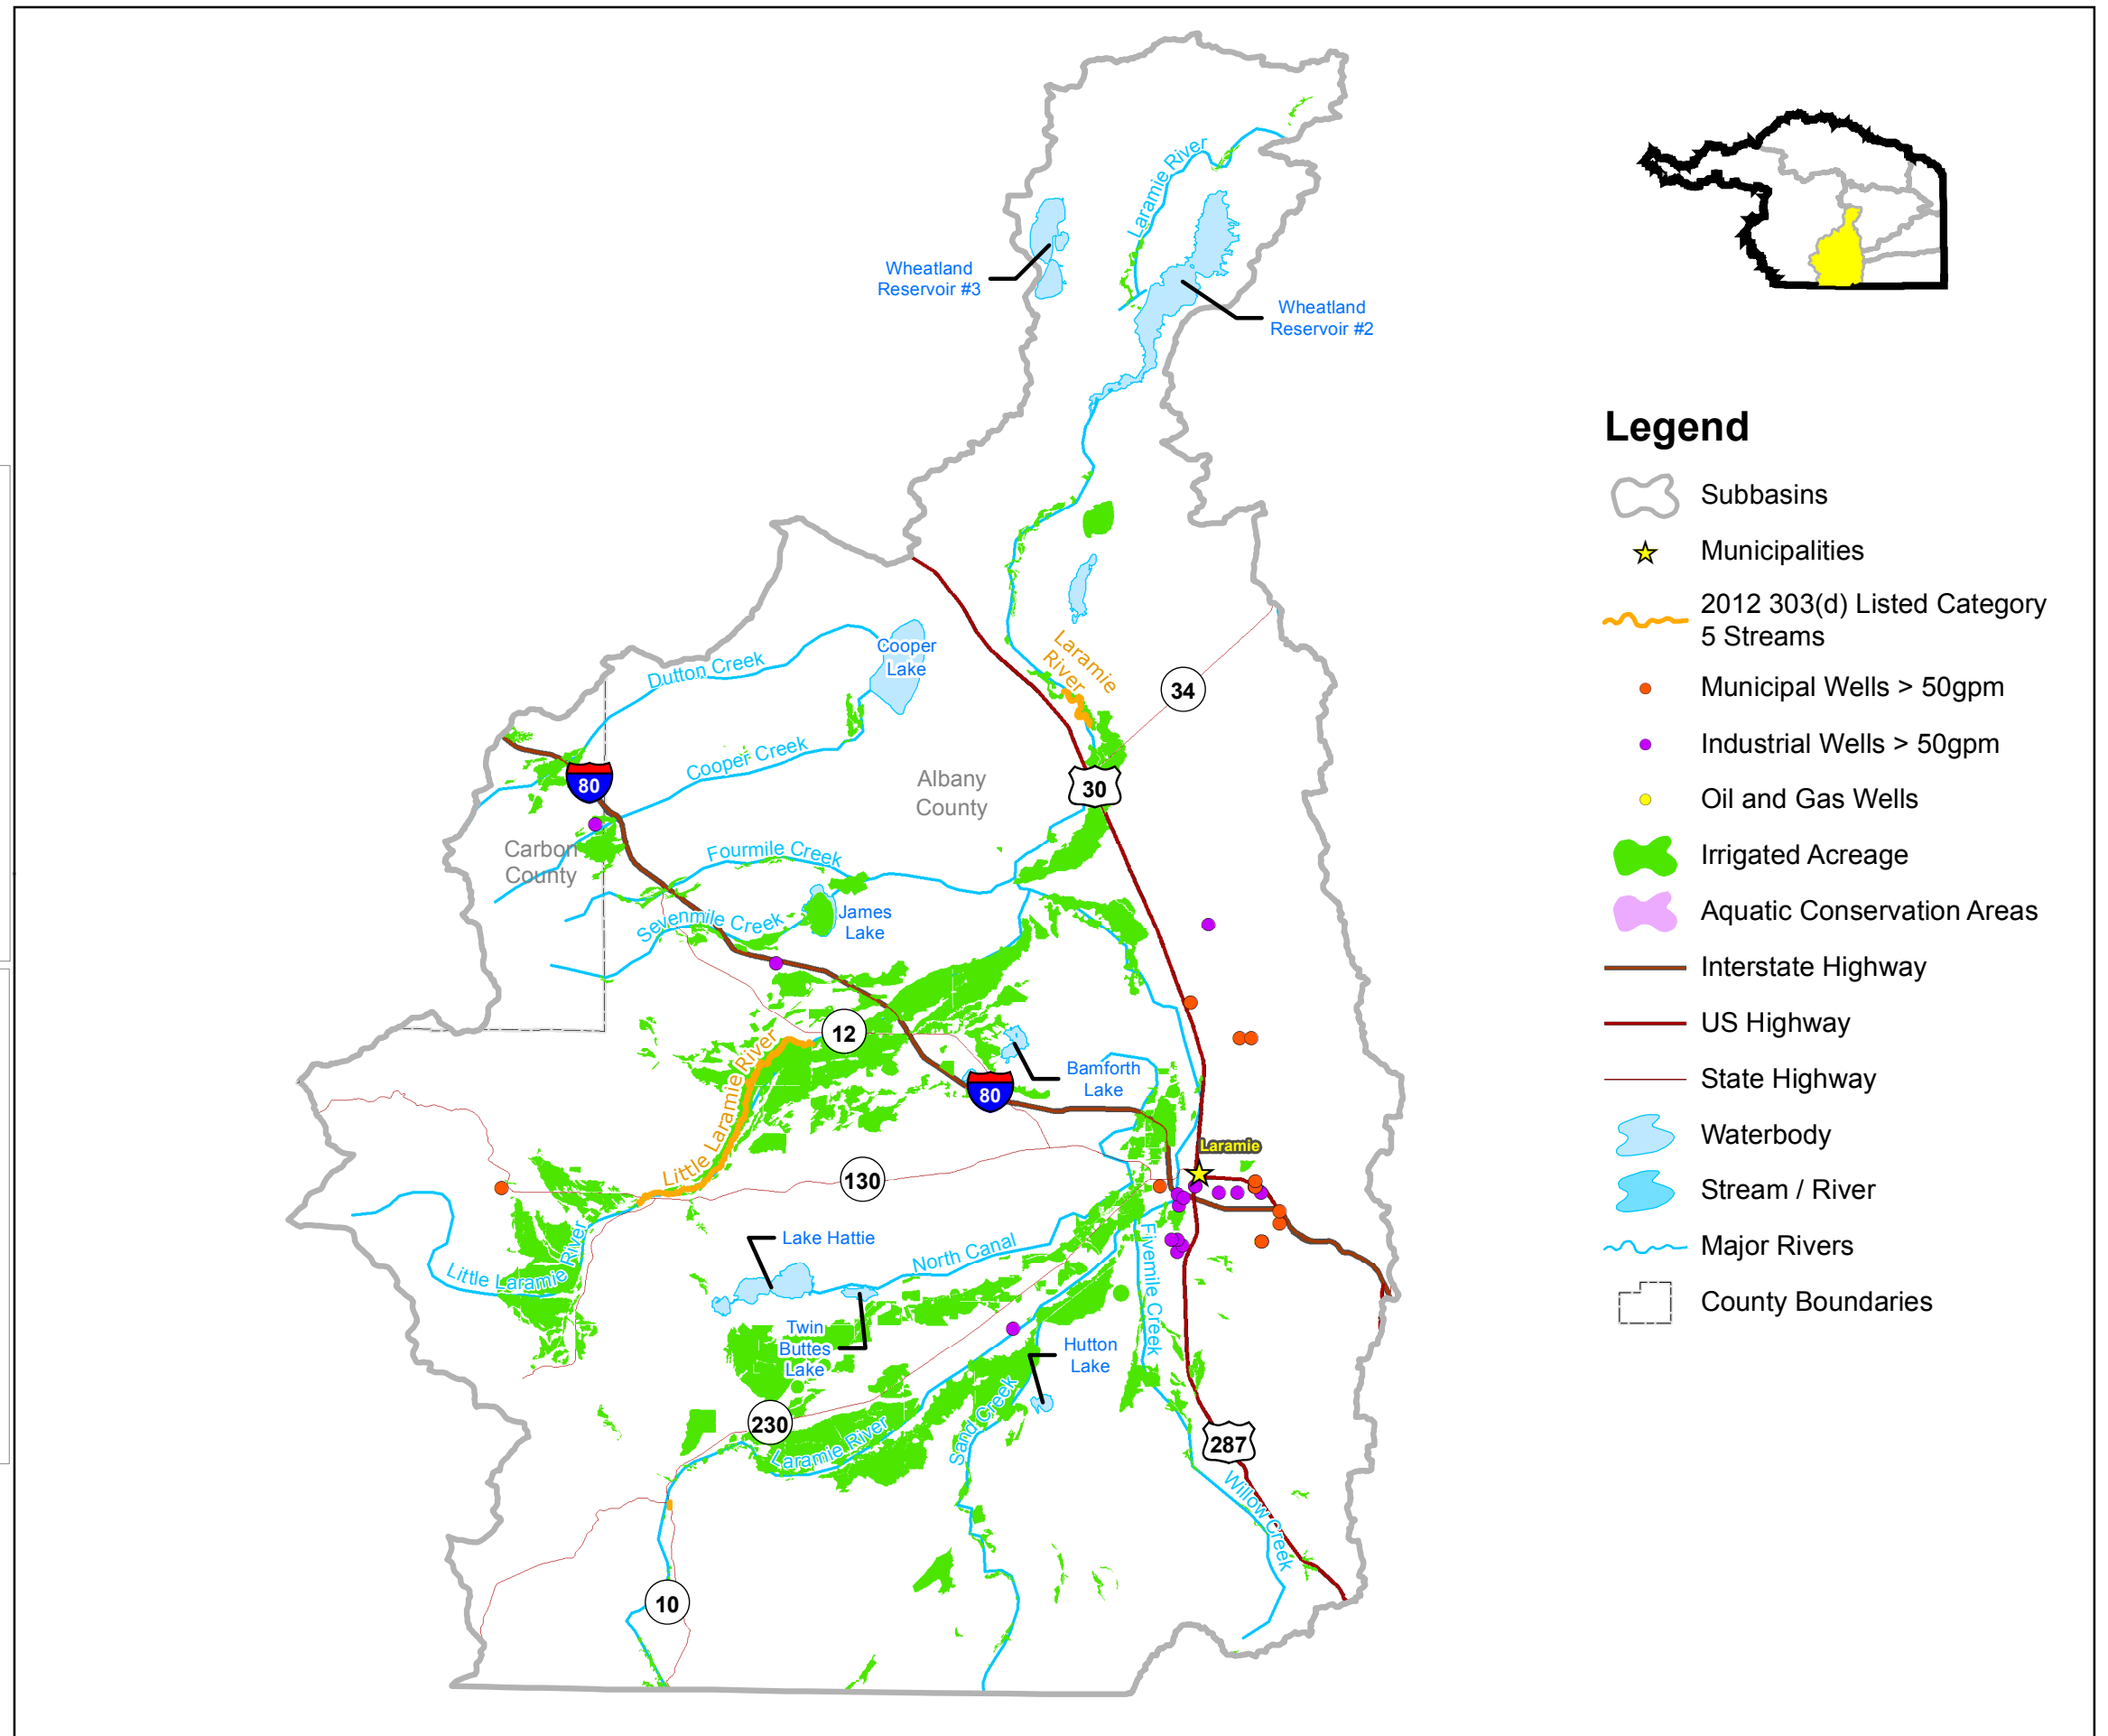 Laramie River
Wheatland
Reservoir #3
Wheatland
Reservoir #2
Legend
Subbasins
Municipalities
2012 303(d) Listed Category
5 Streams
Municipal Wells > 50gpm
Industrial Wells > 50gpm
Oil and Gas Wells
Irrigated Acreage
Aquatic Conservation Areas
Interstate Highway
US Highway
State Highway
Waterbody
Stream / River
Major Rivers
County Boundaries
Cooper
Lake
Dutton Creek
Laramie
River
34
Cooper Creek
80
Albany
County
30
Carbon
County
Fourmile Creek
Sevenmile Creek
James
Lake
12
Little Laramie River
Bamforth
Lake
80
Laramie
130
Little Laramie River
Lake Hattie
North Canal
Fivemile Creek
Twin
Buttes
Lake
Hutton
Lake
230
Laramie River
Sand Creek
287
Willow Creek
10